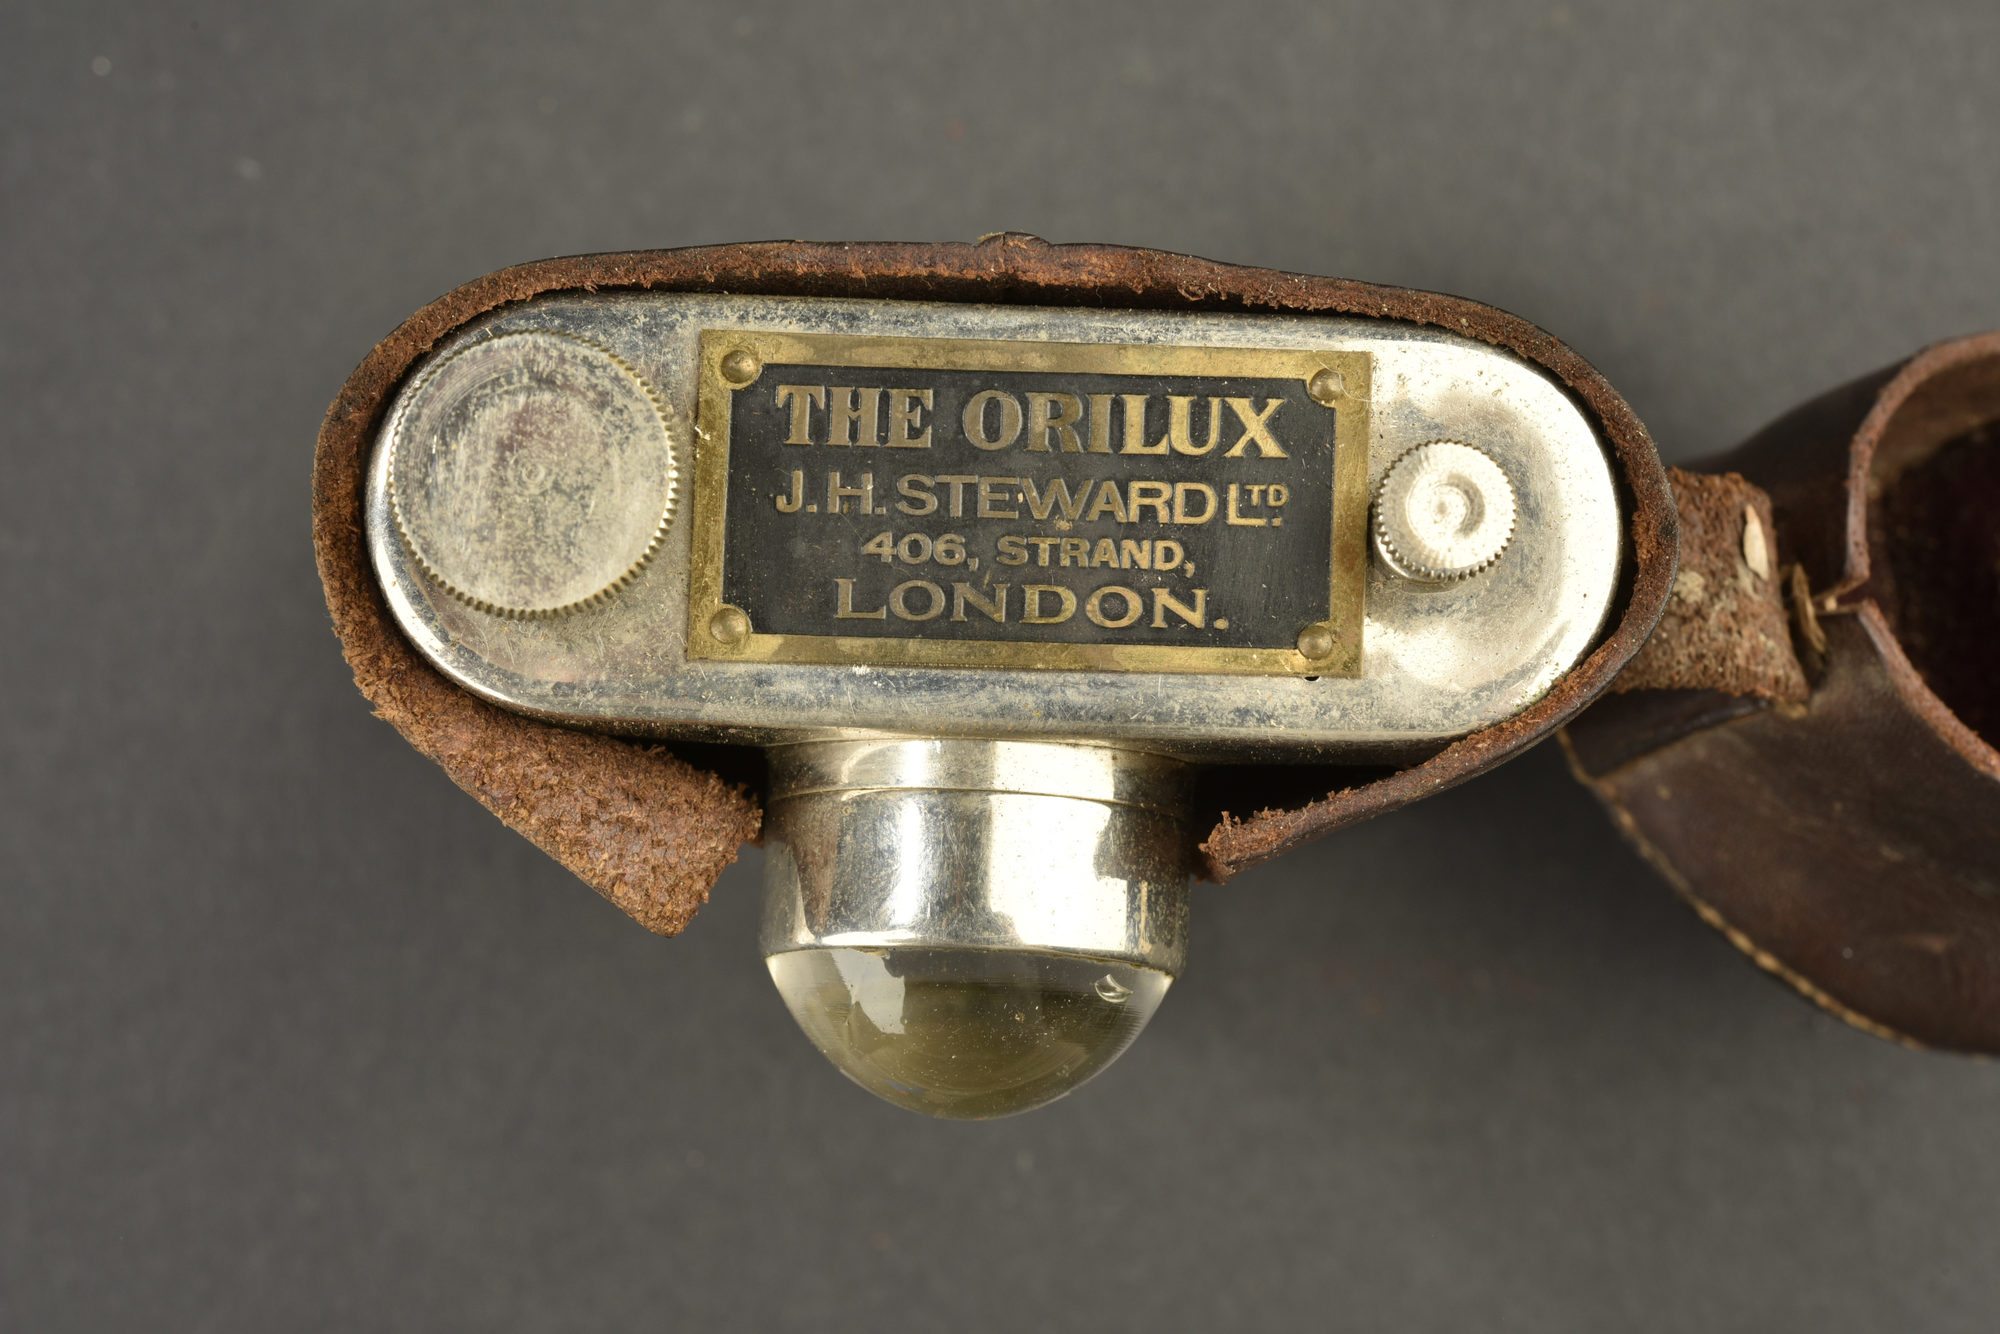 THE ORILUX
J.H. STEWARD LTD.
406, STRAND,
LONDON.